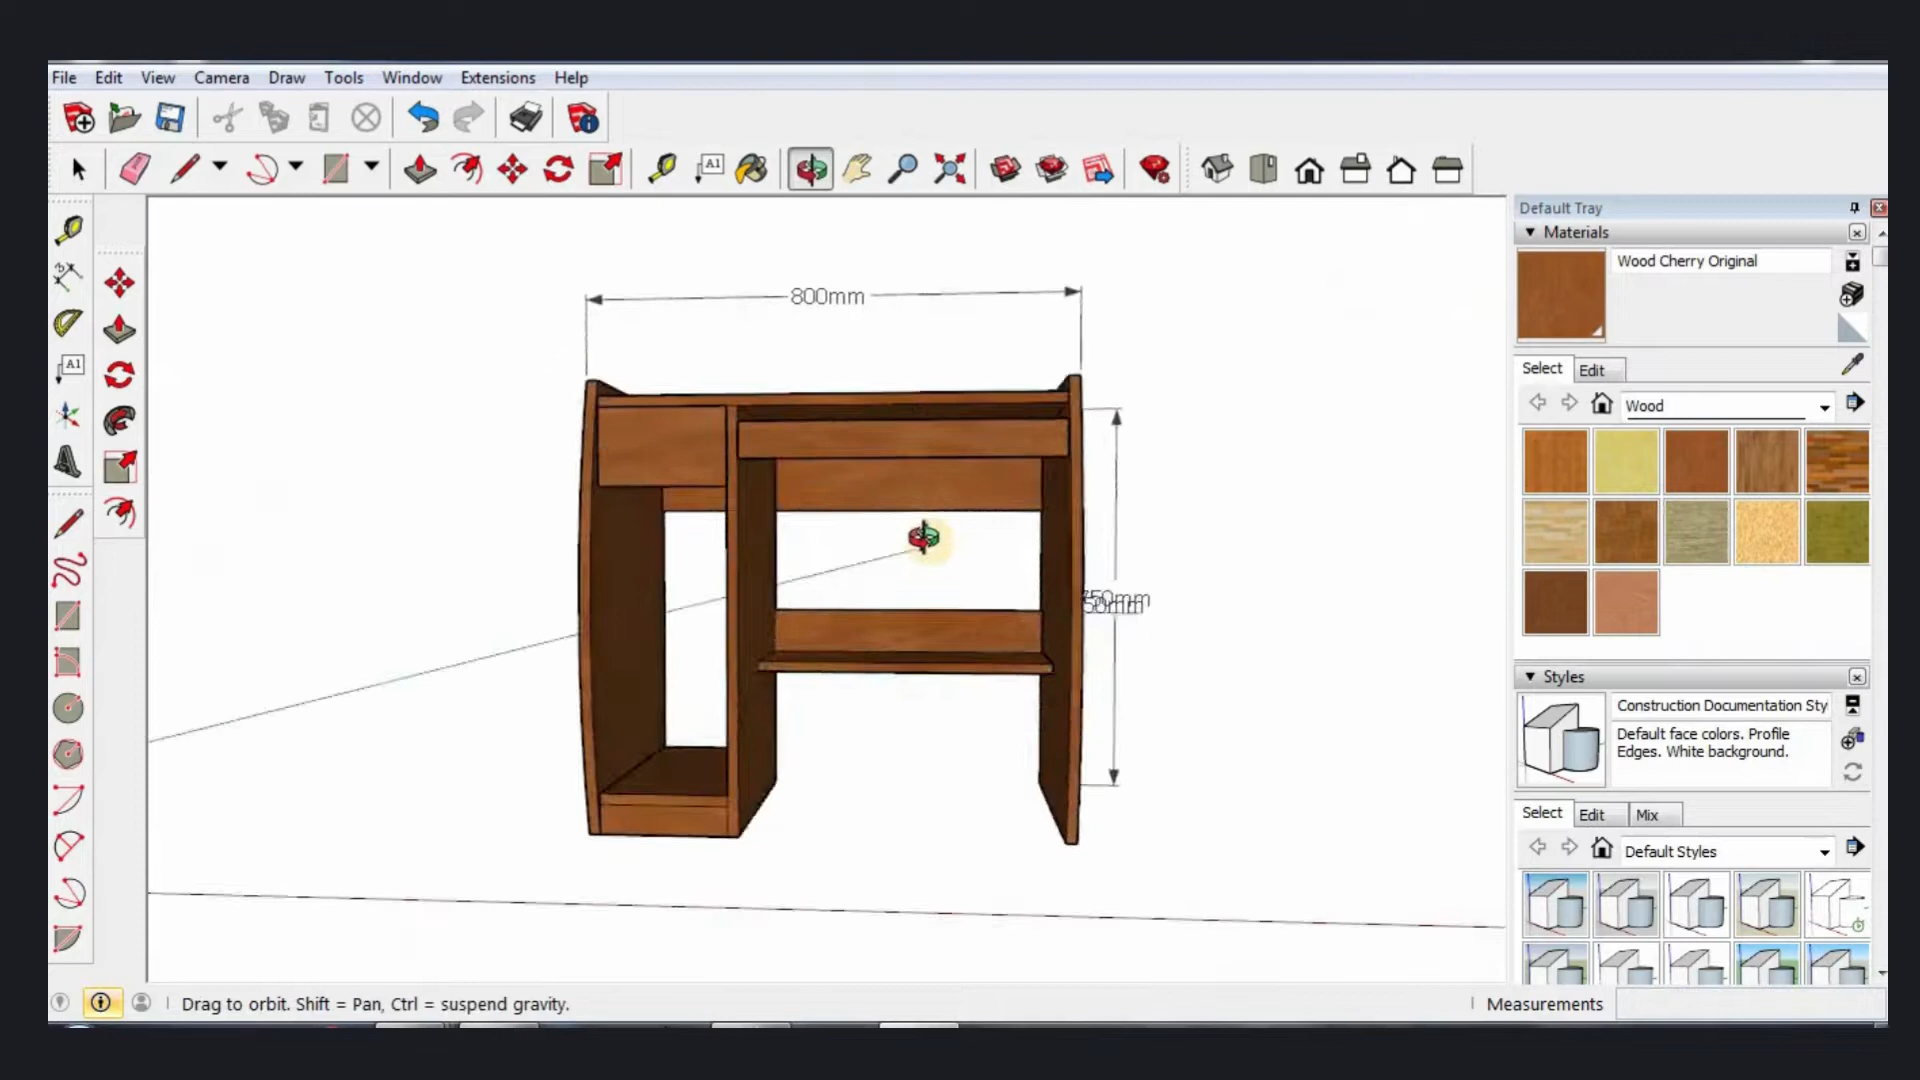 File Edit View Camera Draw Tools Window Extensions Help
A1
Default Tray
Materials
Wood Cherry Original
800mm
A1
Select Edit
Wood
Styles
Construction Documentation Sty
Default face colors. Profile
Edges. White background.
Select Edit Mix
Default Styles
Drag to orbit. Shift = Pan, Ctrl = suspend gravity.
Measurements